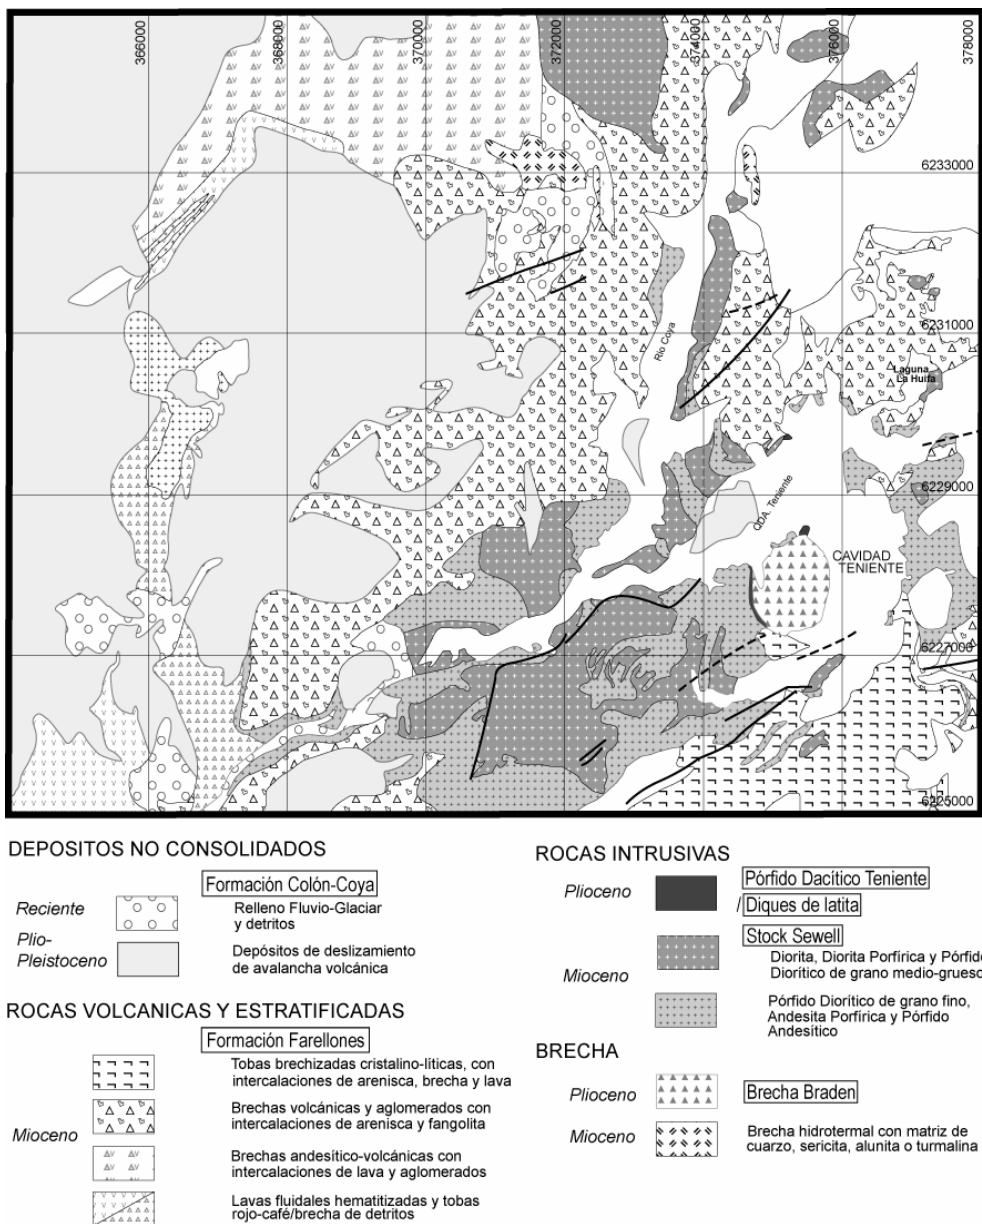 366000
368000
370000
372000
374000
376000
378000
6233000
6231000
Río Coya
Laguna
La Huifa
6229000
QDA. Teniente
CAVIDAD
TENIENTE
6227000
6225000
DEPOSITOS NO CONSOLIDADOS
Formación Colón-Coya
Reciente
Relleno Fluvio-Glaciar
y detritos
Plio-
Pleistoceno
Depósitos de deslizamiento
de avalancha volcánica
ROCAS VOLCANICAS Y ESTRATIFICADAS
Formación Farellones
Tobas brechizadas cristalino-líticas, con
intercalaciones de arenisca, brecha y lava
Mioceno
Brechas volcánicas y aglomerados con
intercalaciones de arenisca y fangolita
Brechas andesítico-volcánicas con
intercalaciones de lava y aglomerados
Lavas fluidales hematitizadas y tobas
rojo-café/brecha de detritos
ROCAS INTRUSIVAS
Plioceno
Pórfido Dacítico Teniente
/ Diques de latita
Stock Sewell
Mioceno
Diorita, Diorita Porfírica y Pórfido
Diorítico de grano medio-grueso
Pórfido Diorítico de grano fino,
Andesita Porfírica y Pórfido
Andesítico
BRECHA
Plioceno
Brecha Braden
Mioceno
Brecha hidrotermal con matriz de
cuarzo, sericita, alunita o turmalina